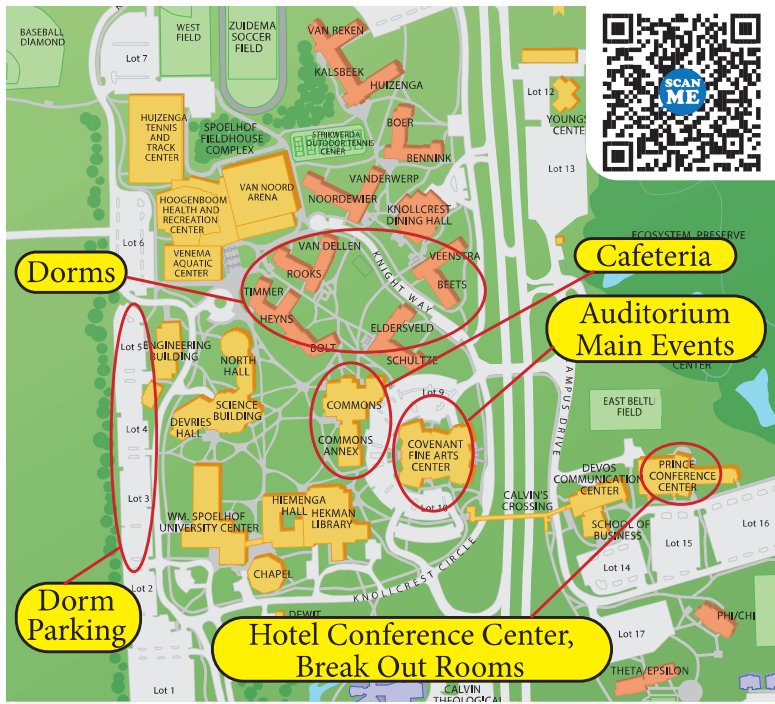 BASEBALL
DIAMOND
WEST
FIELD
ZUIDEMA
SOCCER
FIELD
Lot 7
VAN REKEN
KALSBEEK
HUIZENGA
SCAN
ME
Lot 12
YOUNGS
CENTE
BOER
BENNINK
HUIZENGA
TENNIS
AND
TRACK
CENTER
SPOELHOF
FIELDHOUSE
COMPLEX
STRIKWERDA
OUTDOOR TENNIS
CENER
Lot 13
VANDERWERP
NOORDEWIER
VAN NOORD
ARENA
HOOGENBOOM
HEALTH AND
RECREATION
CENTER
KNOLLCREST
DINING HALL
ECOSYSTEM PRESERVE
Lot 6
VENEMA
AQUATIC
CENTER
VAN DELLEN
ROOKS
KNIGHT WAY
VEENSTRA
BEETS
Cafeteria
Dorms
TIMMER
HEYNS
BOLT
ELDERSVELD
SCHULTZE
Auditorium
Main Events
CENTER
Lot 5
ENGINEERING
BUILDING
NORTH
HALL
Lot 9
AMPUS DRIVE
COMMONS
SCIENCE
BUILDING
DEVRIES
HALL
EAST BELTLI
FIELD
Lot 4
COMMONS
ANNEX
COVENANT
FINE ARTS
CENTER
DEVOS
COMMUNICATION
CENTER
PRINCE
CONFERENCE
CENTER
Lot 3
WM. SPOELHOF
UNIVERSITY CENTER
HIEMENGA
HALL
HEKMAN
LIBRARY
Lot 10
CALVIN'S
CROSSING
SCHOOL OF
BUSINESS
Lot 16
Lot 15
Lot 14
CHAPEL
KNOLLCREST CIRCLE
Lot 2
Dorm
Parking
DEWIT
Hotel Conference Center,
Break Out Rooms
PHI/CHI
Lot 17
THETA/EPSILON
Lot 1
CALVIN
THEOLOGICAL